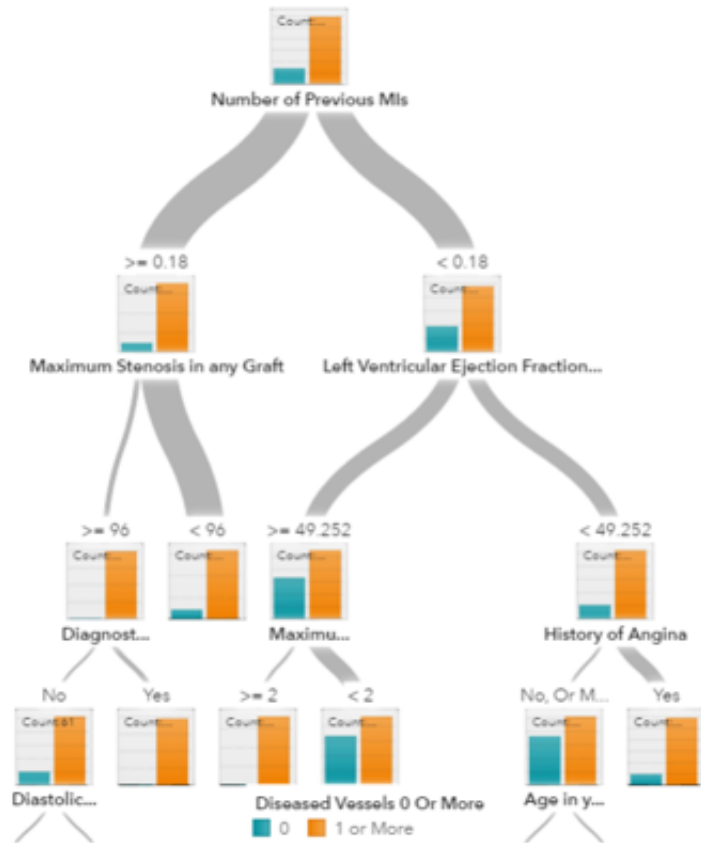 Count:...
Number of Previous MIs
>= 0.18
< 0.18
Count:...
Count:...
Maximum Stenosis in any Graft
Left Ventricular Ejection Fraction...
>= 96
< 96
>= 49.252
< 49.252
Count:...
Count:...
Count:...
Count:...
Diagnost...
Maximu...
History of Angina
No
Yes
>= 2
< 2
No, Or M...
Yes
Count:61
Count:...
Count:...
Count:...
Count:...
Count:...
Diastolic...
Diseased Vessels 0 Or More
Age in y...
0
1 or More